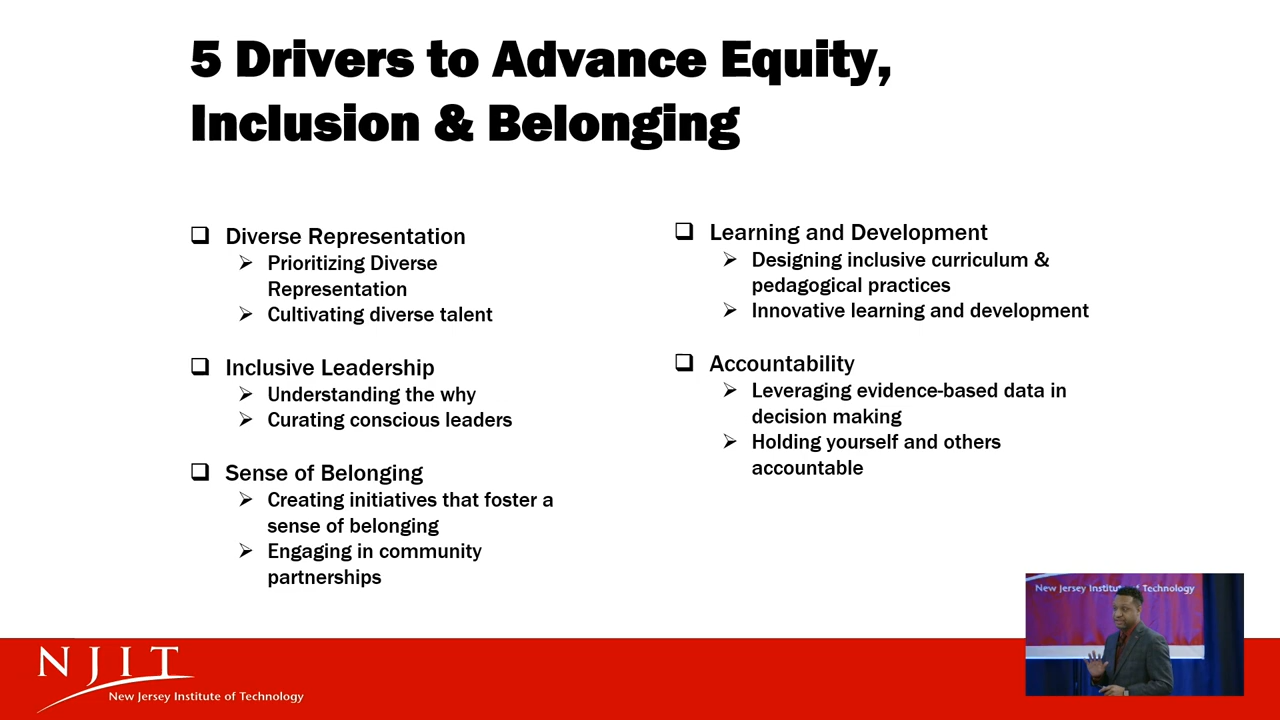 5 Drivers to Advance Equity,
Inclusion & Belonging
Diverse Representation
Prioritizing Diverse
Representation
Cultivating diverse talent
Inclusive Leadership
Understanding the why
Curating conscious leaders
Sense of Belonging
Creating initiatives that foster a
sense of belonging
Engaging in community
partnerships
Learning and Development
Designing inclusive curriculum &
pedagogical practices
Innovative learning and development
Accountability
Leveraging evidence-based data in
decision making
Holding yourself and others
accountable
NJIT
New Jersey Institute of Technology
New Jersey Institute of Technology